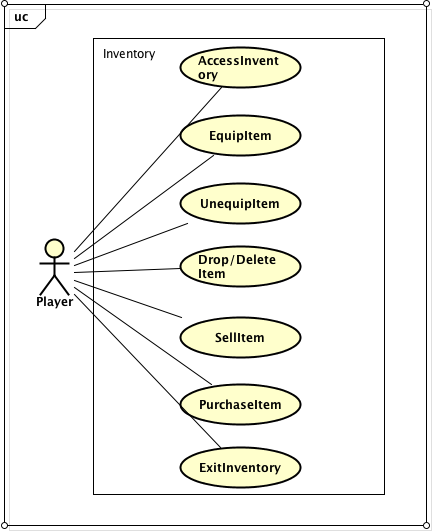 uc
Inventory
AccessInvent
ory
EquipItem
UnequipItem
Drop/Delete
Item
Player
SellItem
PurchaseItem
ExitInventory